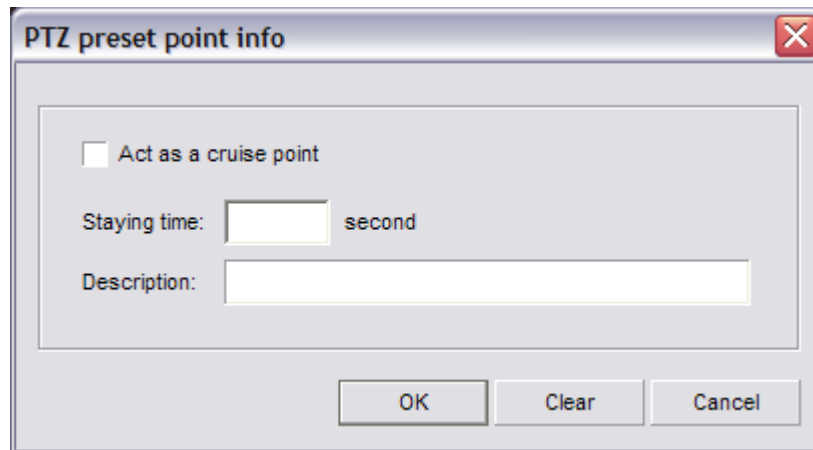 PTZ preset point info
Act as a cruise point
Staying time: second
Description:
OK Clear Cancel